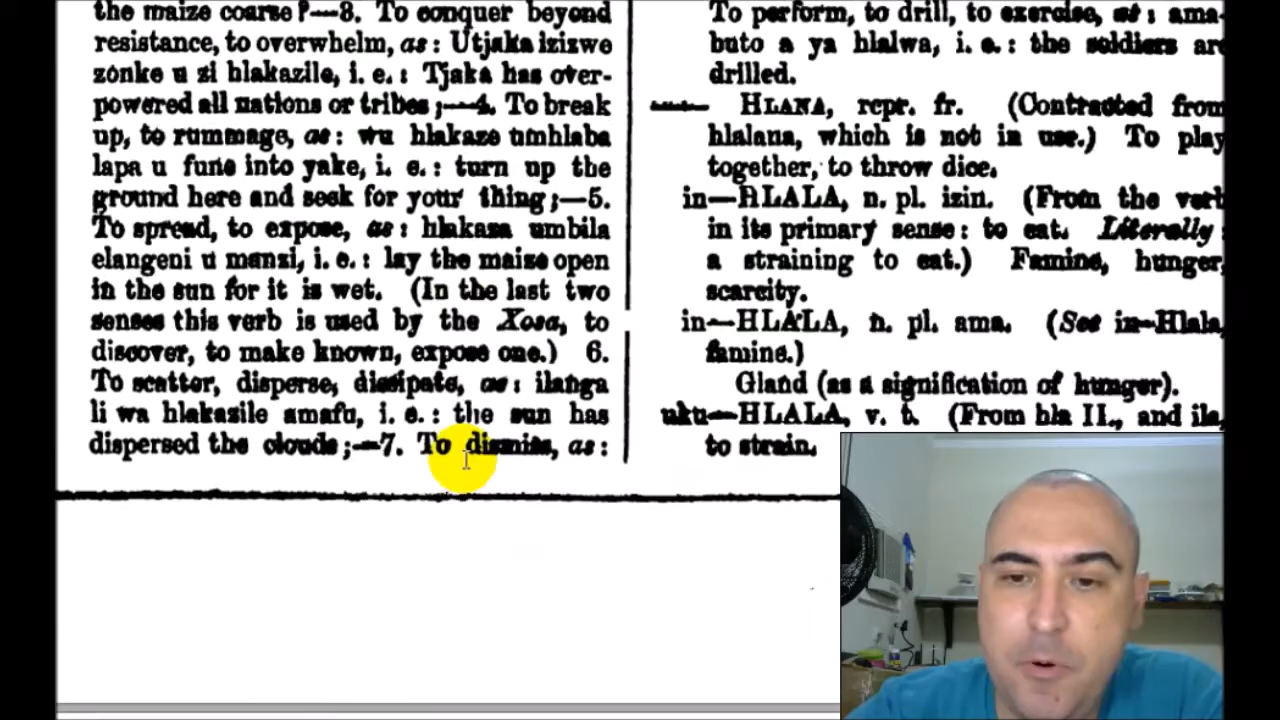 the maize coarse?—3. To conquer beyond
resistance, to overwhelm, as: Utjaka izizwe
zonke u zi hlakazile, i. e.: Tjaka has over-
powered all nations or tribes;—4. To break
up, to rummage, as: wu hlakaze umhlaba
lapa u fune into yake, i. e.: turn up the
ground here and seek for your thing;—5.
To spread, to expose, as: hlakaza umbila
elangeni u manzi, i. e.: lay the maize open
in the sun for it is wet. (In the last two
senses this verb is used by the Xosa, to
discover, to make known, expose one.) 6.
To scatter, disperse, dissipate, as: ilanga
li wa hlakazile amafu, i. e.: the sun has
dispersed the clouds;—7. To dismiss, as:
To perform, to drill, to exercise, as: ama-
buto a ya hlalwa, i. e.: the soldiers are
drilled.
—— HLANA, repr. fr. (Contracted from
hlalana, which is not in use.) To play
together, to throw dice.
in—HLALA, n. pl. izin. (From the verb
in its primary sense: to eat. Literally:
a straining to eat.) Famine, hunger,
scarcity.
in—HLALA, n. pl. ama. (See in—Hlala,
famine.)
Gland (as a signification of hunger).
uku—HLALA, v. t. (From hla II., and ila,
to strain.